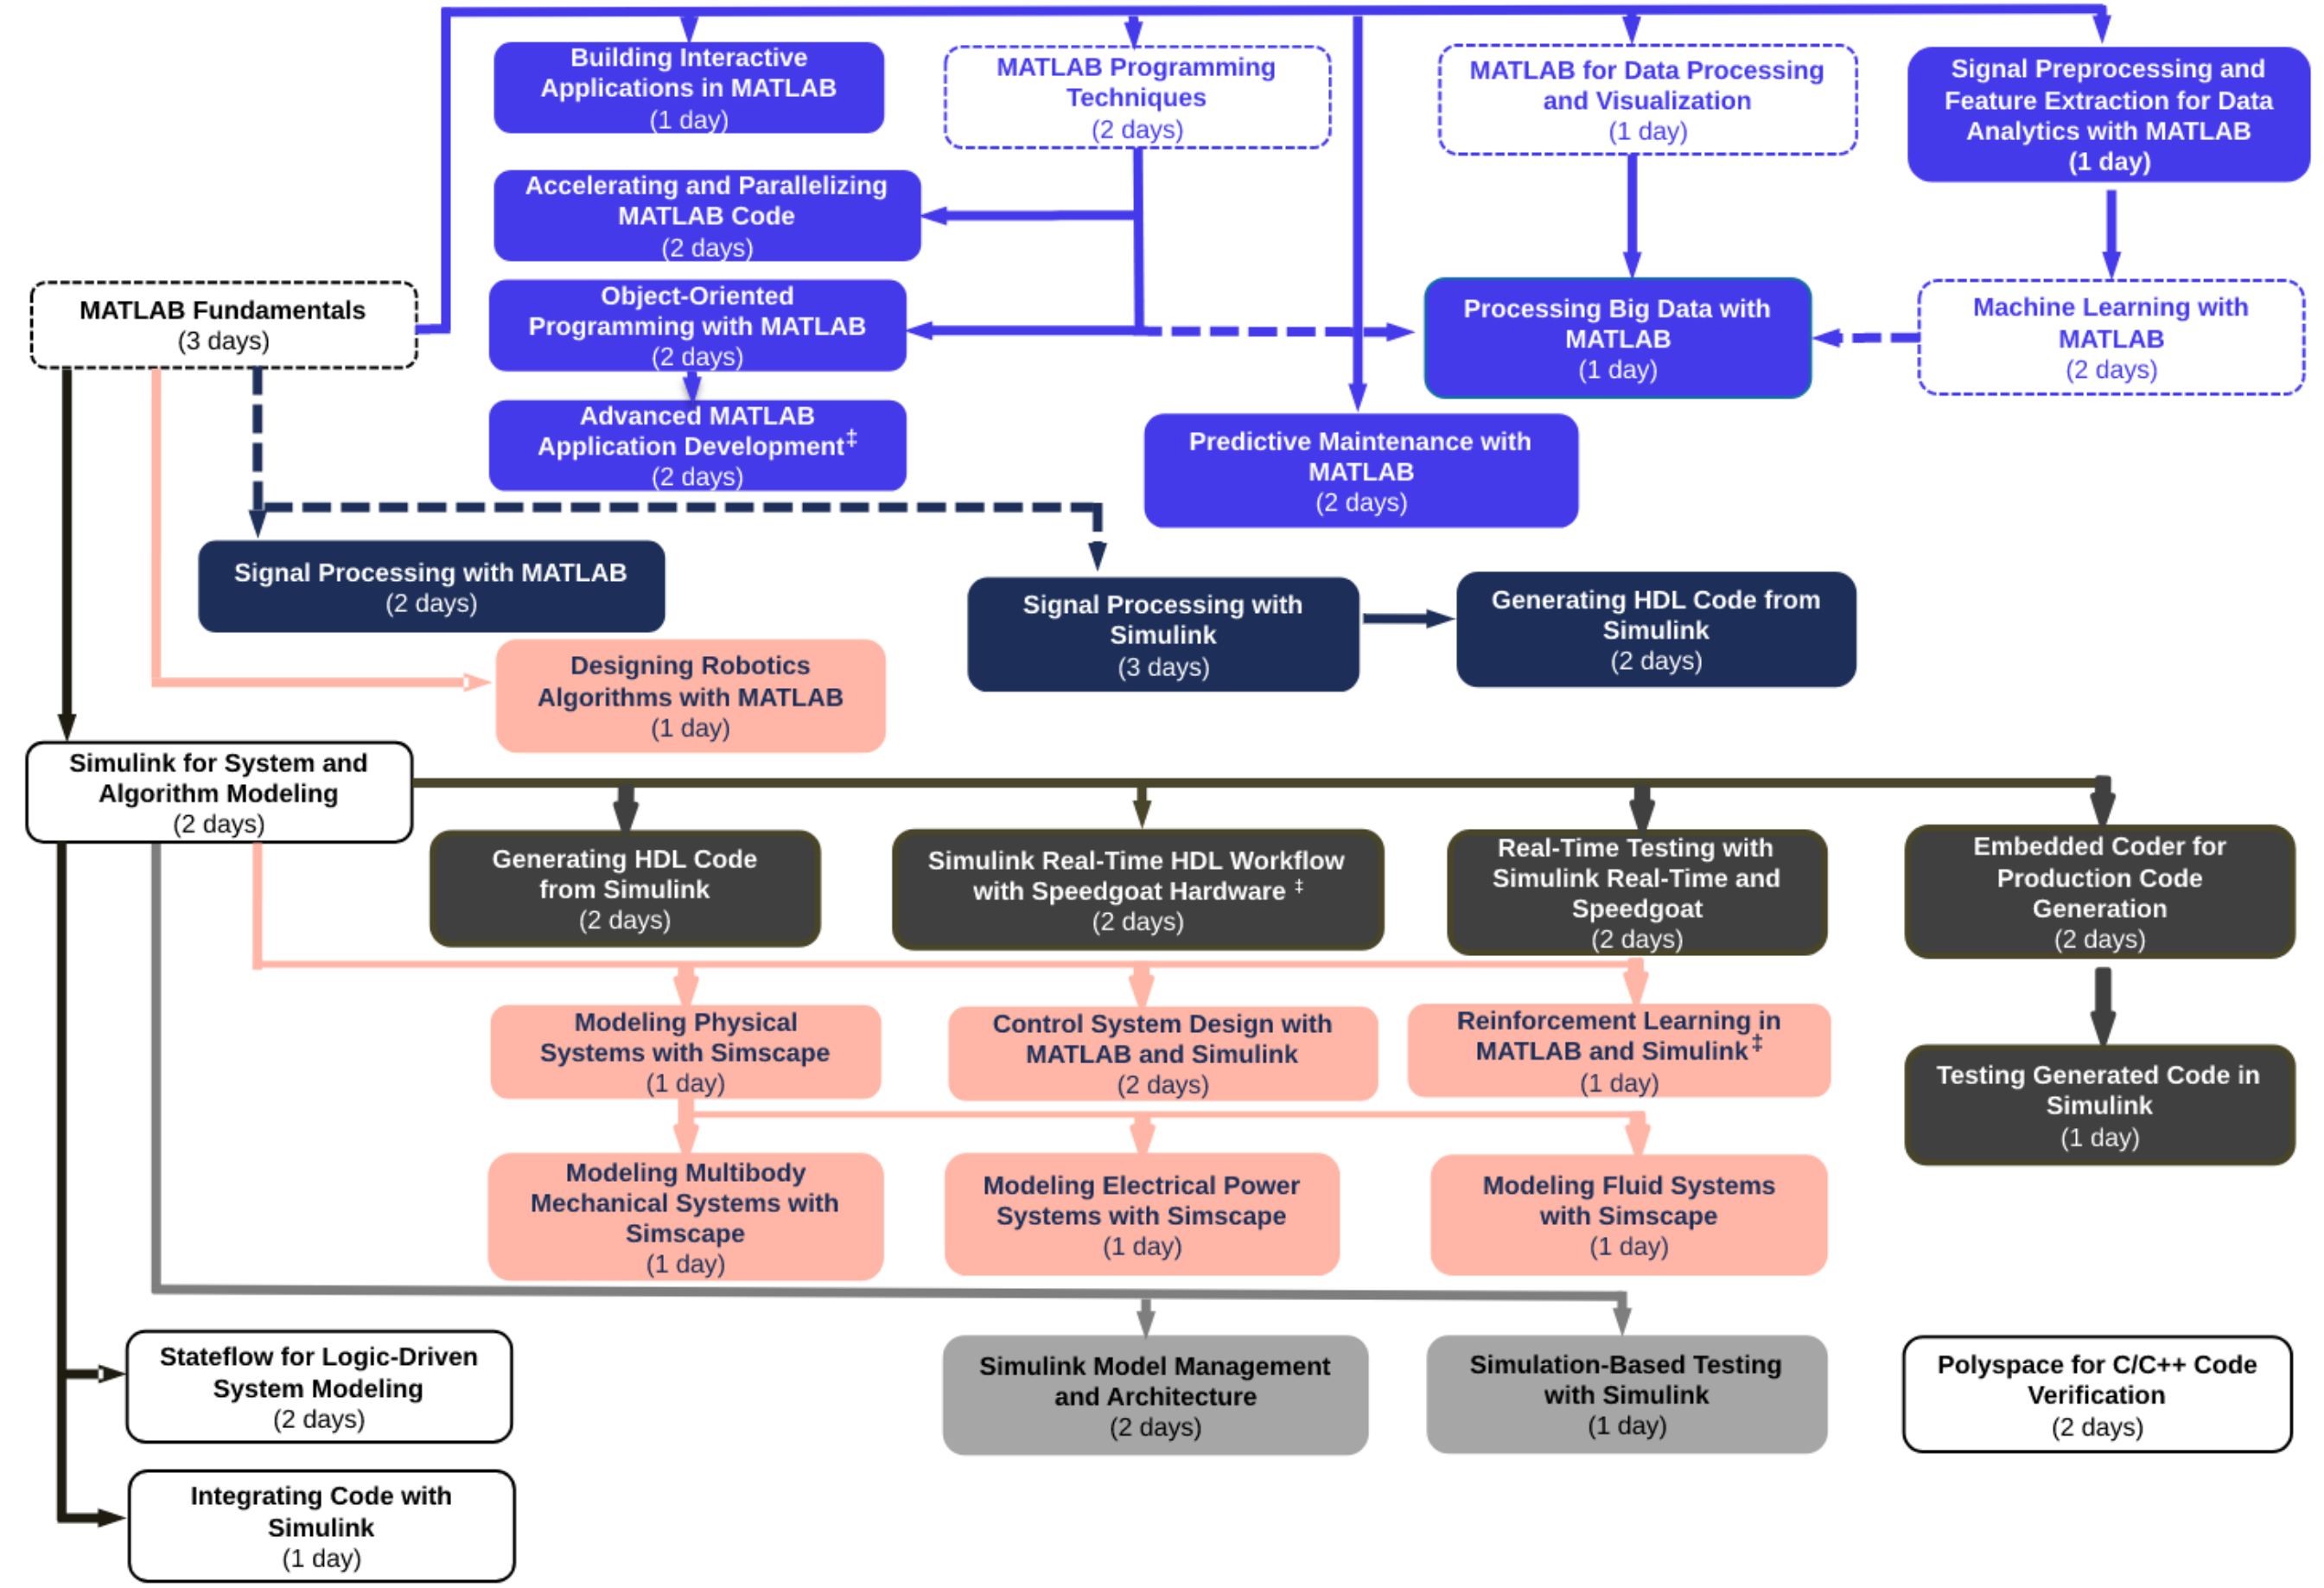 Building Interactive
Applications in MATLAB
(1 day)
MATLAB Programming
Techniques
(2 days)
MATLAB for Data Processing
and Visualization
(1 day)
Signal Preprocessing and
Feature Extraction for Data
Analytics with MATLAB
(1 day)
Accelerating and Parallelizing
MATLAB Code
(2 days)
MATLAB Fundamentals
(3 days)
Object-Oriented
Programming with MATLAB
(2 days)
Processing Big Data with
MATLAB
(1 day)
Machine Learning with
MATLAB
(2 days)
Advanced MATLAB
Application Development‡
(2 days)
Predictive Maintenance with
MATLAB
(2 days)
Signal Processing with MATLAB
(2 days)
Signal Processing with
Simulink
(3 days)
Generating HDL Code from
Simulink
(2 days)
Designing Robotics
Algorithms with MATLAB
(1 day)
Simulink for System and
Algorithm Modeling
(2 days)
Generating HDL Code
from Simulink
(2 days)
Simulink Real-Time HDL Workflow
with Speedgoat Hardware ‡
(2 days)
Real-Time Testing with
Simulink Real-Time and
Speedgoat
(2 days)
Embedded Coder for
Production Code
Generation
(2 days)
Modeling Physical
Systems with Simscape
(1 day)
Control System Design with
MATLAB and Simulink
(2 days)
Reinforcement Learning in
MATLAB and Simulink‡
(1 day)
Testing Generated Code in
Simulink
(1 day)
Modeling Multibody
Mechanical Systems with
Simscape
(1 day)
Modeling Electrical Power
Systems with Simscape
(1 day)
Modeling Fluid Systems
with Simscape
(1 day)
Stateflow for Logic-Driven
System Modeling
(2 days)
Simulink Model Management
and Architecture
(2 days)
Simulation-Based Testing
with Simulink
(1 day)
Polyspace for C/C++ Code
Verification
(2 days)
Integrating Code with
Simulink
(1 day)